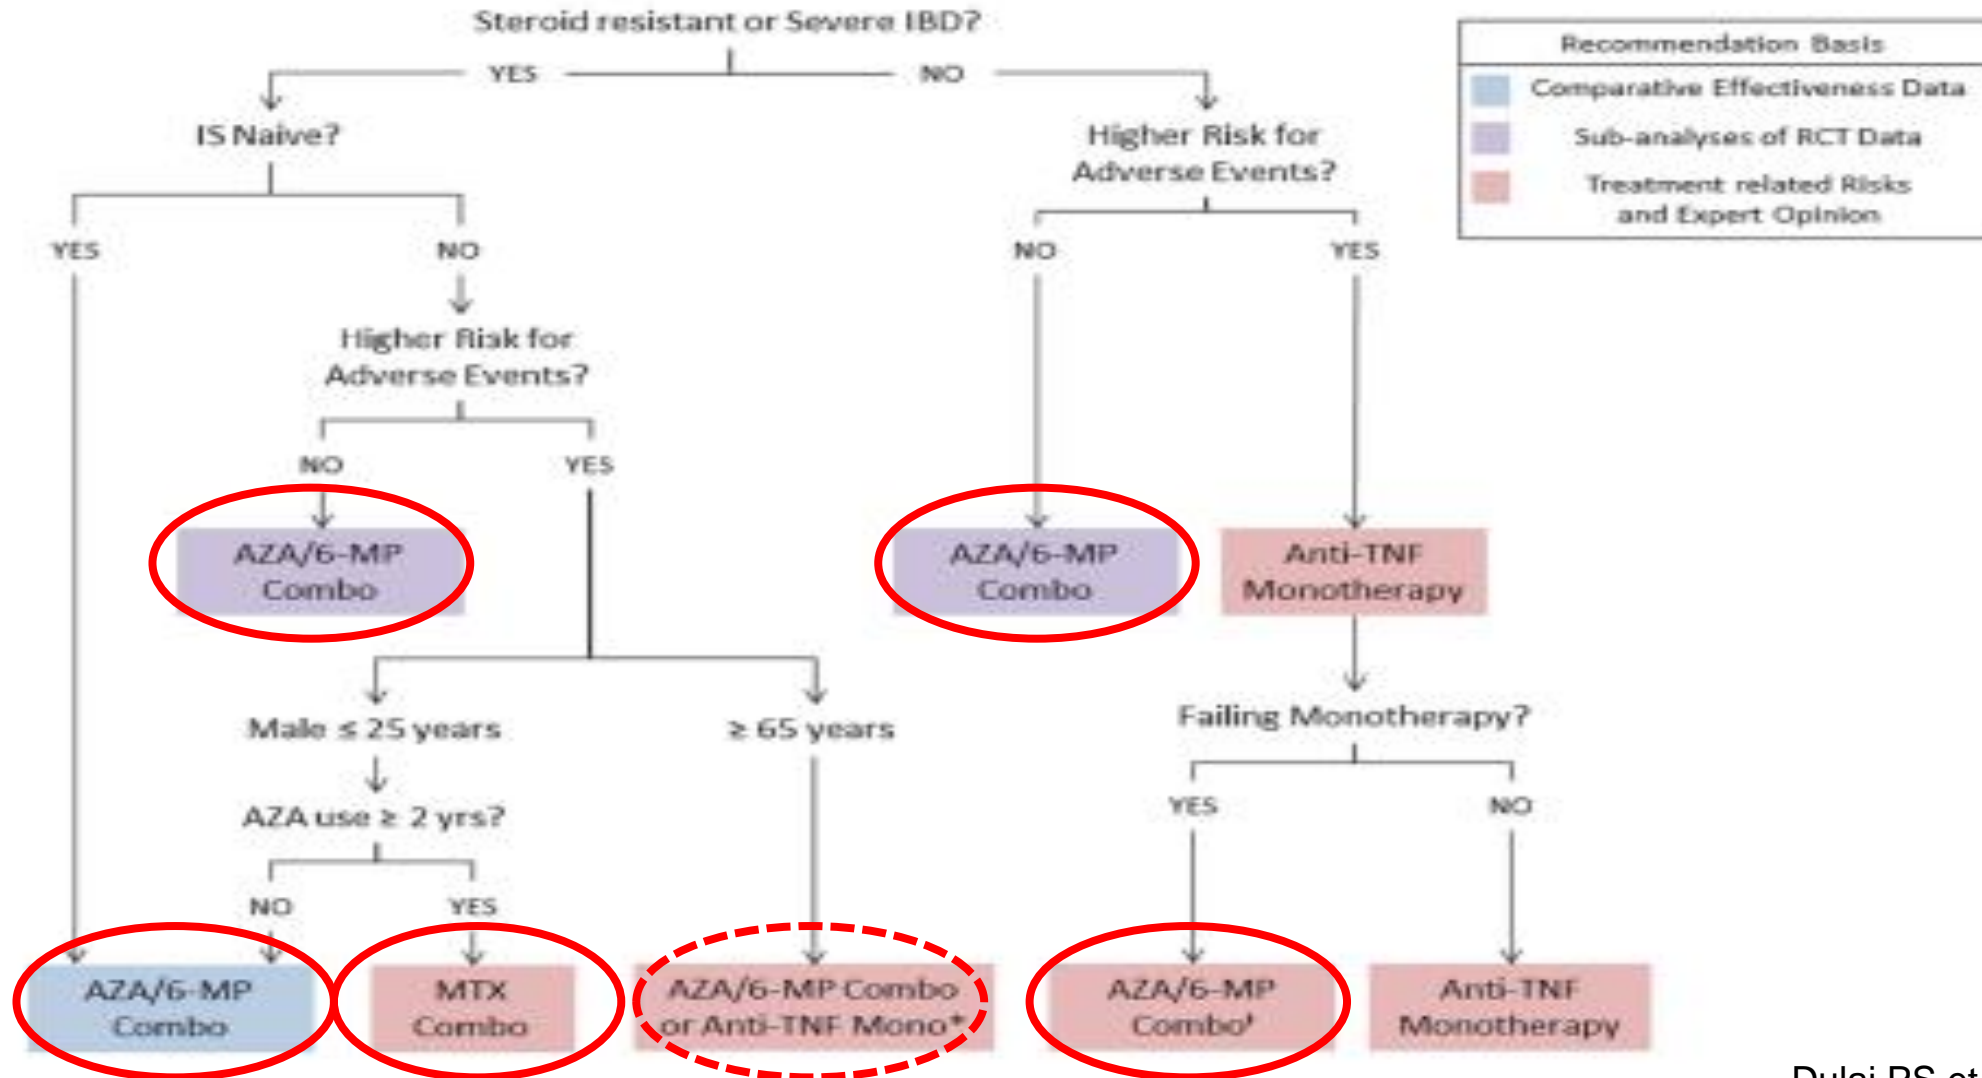 Steroid resistant or Severe IBD?
YES
NO
Recommendation Basis
Comparative Effectiveness Data
Sub-analyses of RCT Data
Treatment related Risks
and Expert Opinion
IS Naive?
Higher Risk for
Adverse Events?
YES
NO
NO
YES
Higher Risk for
Adverse Events?
NO
YES
AZA/6-MP
Combo
AZA/6-MP
Combo
Anti-TNF
Monotherapy
Male ≤ 25 years
≥ 65 years
Failing Monotherapy?
AZA use ≥ 2 yrs?
YES
NO
NO
YES
AZA/6-MP
Combo
MTX
Combo
AZA/6-MP Combo
or Anti-TNF Mono*
AZA/6-MP
Combo
Anti-TNF
Monotherapy
Dulai PS et